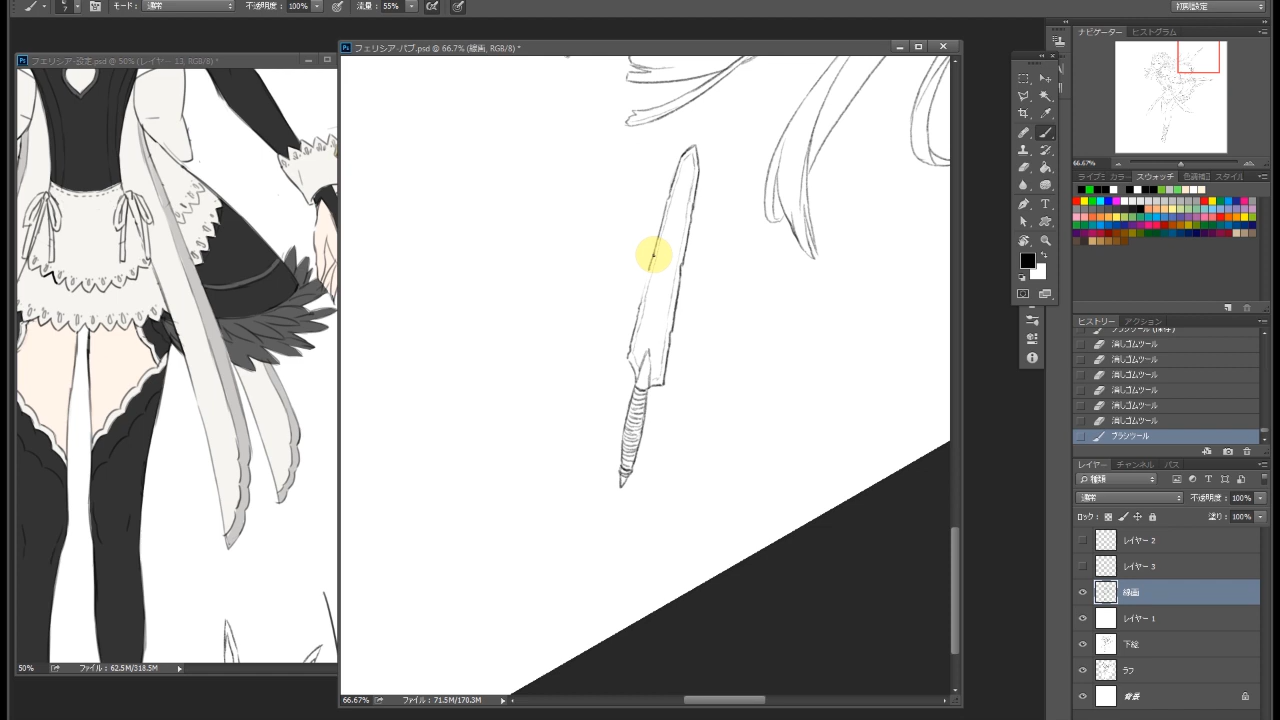 7
モード： 通常
不透明度： 100%
流量： 55%
初期設定
フェリシア-設定.psd @ 50% (レイヤー 13, RGB/8) *
フェリシア-パブ.psd @ 66.7% (線画, RGB/8) *
ナビゲーター ヒストグラム
66.67%
カラー スウォッチ 色調補正 スタイル
ヒストリー アクション
消しゴムツール
消しゴムツール
消しゴムツール
消しゴムツール
消しゴムツール
消しゴムツール
ブラシツール
レイヤー チャンネル パス
種類
通常
不透明度： 100%
ロック：
塗り： 100%
レイヤー 2
レイヤー 3
線画
レイヤー 1
下絵
ラフ
背景
50%
ファイル : 62.5M/318.5M
66.67%
ファイル : 71.5M/170.3M